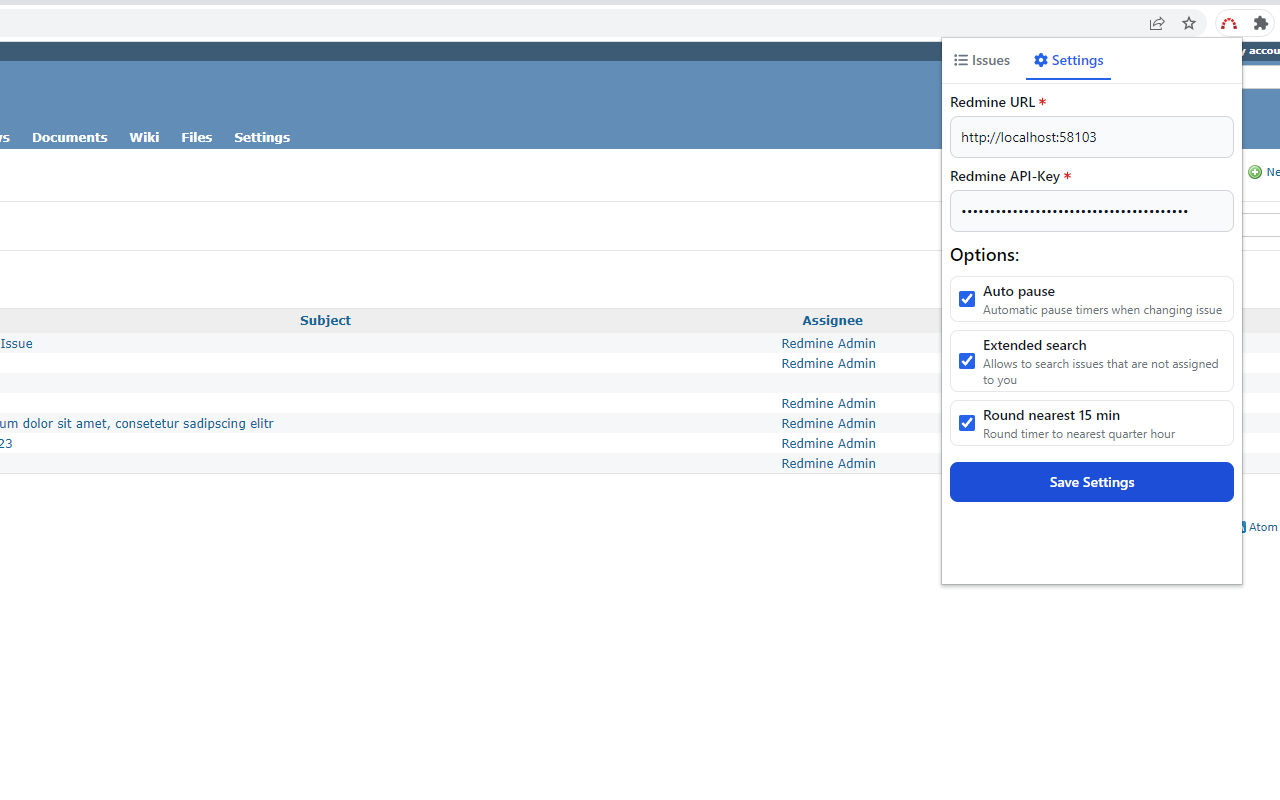 Issues Settings
y accou
Redmine URL *
http://localhost:58103
Documents Wiki Files Settings
Redmine API-Key *
••••••••••••••••••••••••••••••••••••••••
Options:
Auto pause
Automatic pause timers when changing issue
Extended search
Allows to search issues that are not assigned
to you
Round nearest 15 min
Round timer to nearest quarter hour
Save Settings
Ne
Subject Assignee
Issue Redmine Admin
Redmine Admin
Redmine Admin
um dolor sit amet, consetetur sadipscing elitr Redmine Admin
23 Redmine Admin
Redmine Admin
Atom